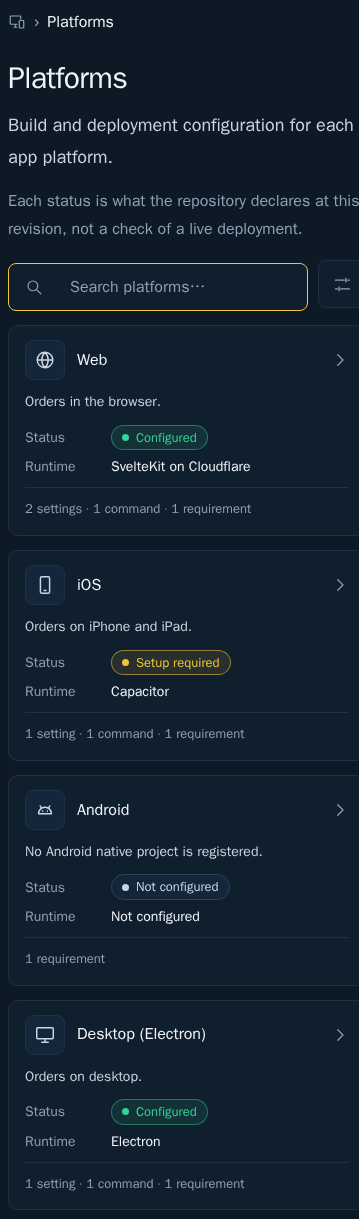 › Platforms
Platforms
Build and deployment configuration for each
app platform.
Each status is what the repository declares at this
revision, not a check of a live deployment.
Search platforms···
Web
Orders in the browser.
Status Configured
Runtime SvelteKit on Cloudflare
2 settings · 1 command · 1 requirement
iOS
Orders on iPhone and iPad.
Status Setup required
Runtime Capacitor
1 setting · 1 command · 1 requirement
Android
No Android native project is registered.
Status Not configured
Runtime Not configured
1 requirement
Desktop (Electron)
Orders on desktop.
Status Configured
Runtime Electron
1 setting · 1 command · 1 requirement